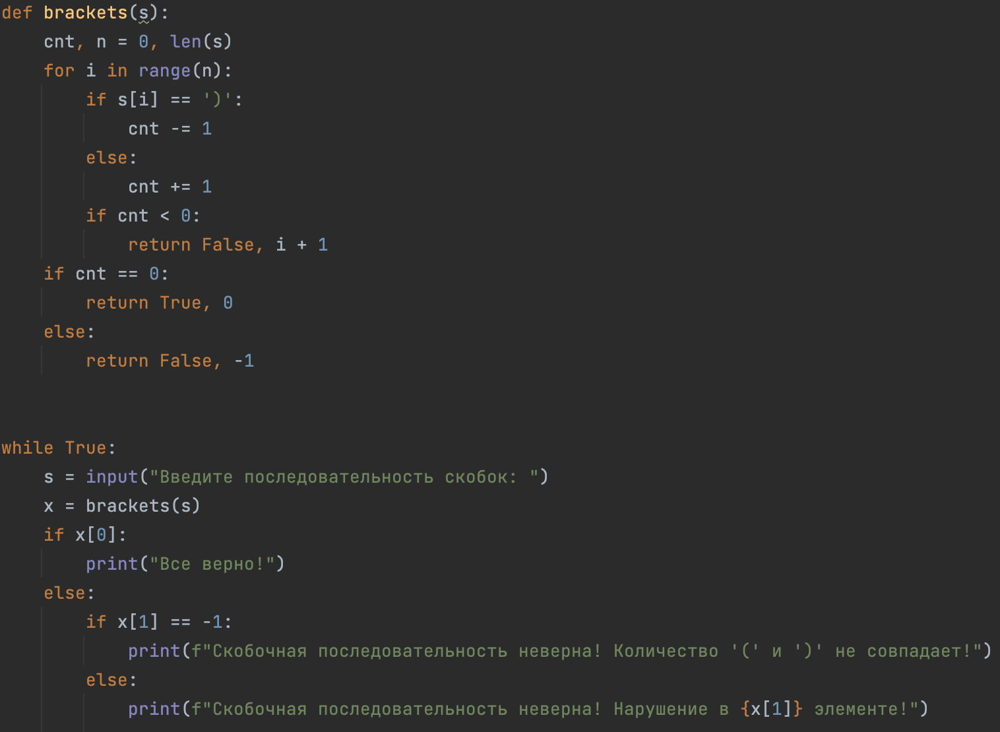 def brackets(s):
    cnt, n = 0, len(s)
    for i in range(n):
        if s[i] == ')':
            cnt -= 1
        else:
            cnt += 1
        if cnt < 0:
            return False, i + 1
    if cnt == 0:
        return True, 0
    else:
        return False, -1
while True:
    s = input("Введите последовательность скобок: ")
    x = brackets(s)
    if x[0]:
        print("Все верно!")
    else:
        if x[1] == -1:
            print(f"Скобочная последовательность неверна! Количество '(' и ')' не совпадает!")
        else:
            print(f"Скобочная последовательность неверна! Нарушение в {x[1]} элементе!")